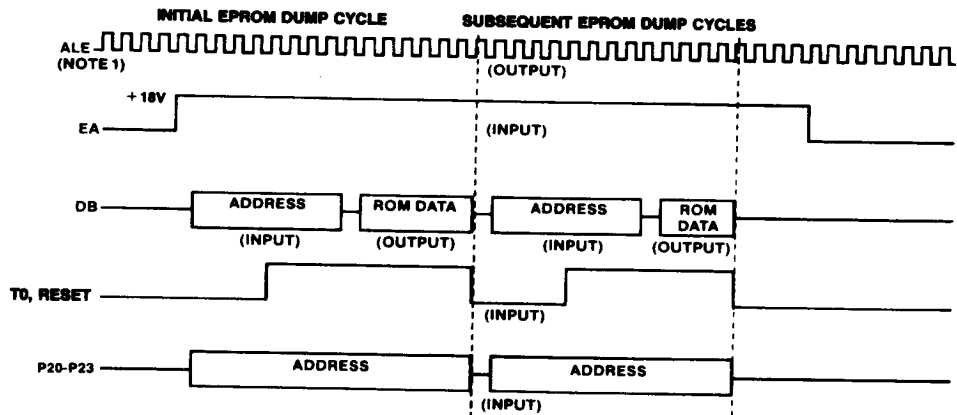 INITIAL EPROM DUMP CYCLE
SUBSEQUENT EPROM DUMP CYCLES
ALE
(NOTE 1)
(OUTPUT)
+ 18V
EA
(INPUT)
DB
ADDRESS
ROM DATA
ADDRESS
ROM
DATA
(INPUT)
(OUTPUT)
(INPUT)
(OUTPUT)
T0, RESET
(INPUT)
P20-P23
ADDRESS
ADDRESS
(INPUT)